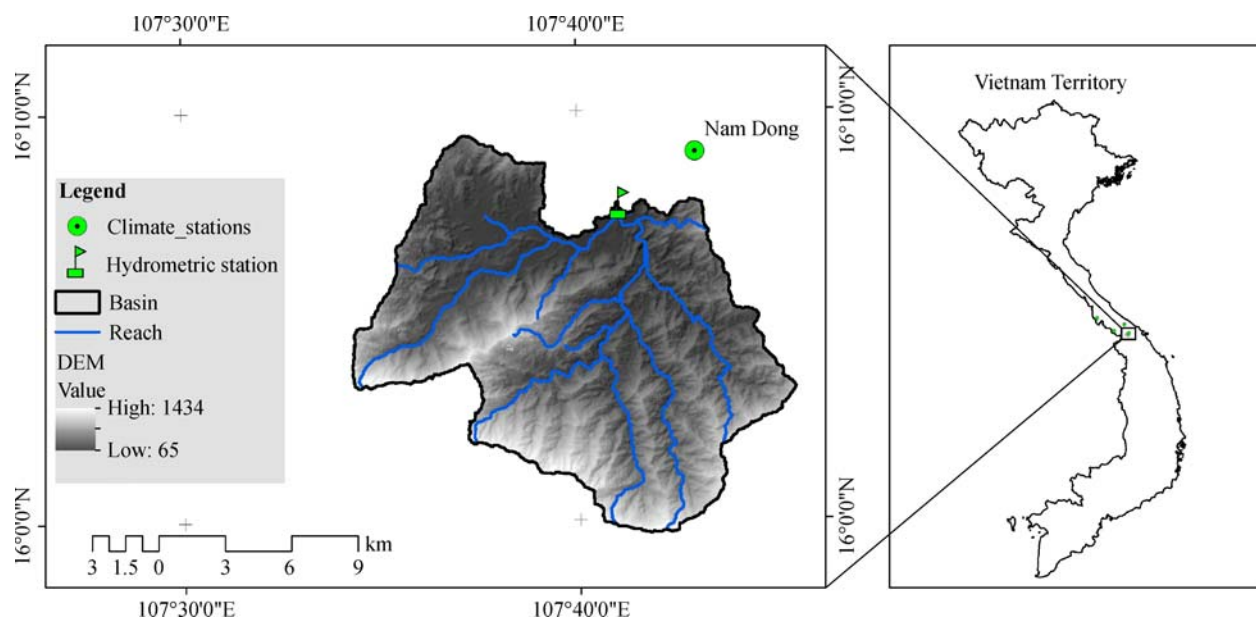 107°30'0"E
107°40'0"E
16°10'0"N
16°10'0"N
Vietnam Territory
Nam Dong
Legend
Climate_stations
Hydrometric station
Basin
Reach
DEM
Value
High: 1434
Low: 65
16°0'0"N
16°0'0"N
km
3 1.5 0 3 6 9
107°30'0"E
107°40'0"E